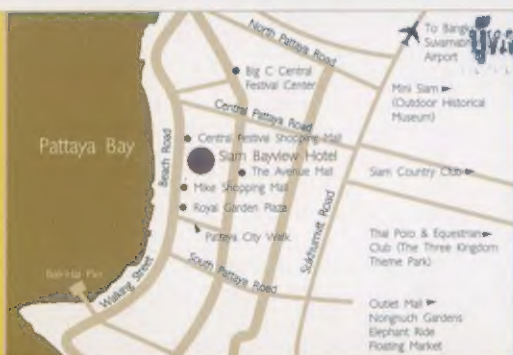 North Pattaya Road
To
Airport
Big C Central
Festival Center
Mini Siam
(Outdoor Historical
Museum)
Central Pattaya Road
Pattaya Bay
Beach Road
Central Festival Shopping Mall
Siam Bayview Hotel
The Avenue Mall
Siam Country Club
Mike Shopping Mall
Royal Garden Plaza
Sukhumvit Road
Pattaya City Walk
Thai Polo & Equestrian
Club (The Three Kingdom
Theme Park)
South Pattaya Road
Walking Street
Outlet Mall
Nongnuch Gardens
Elephant Ride
Floating Market